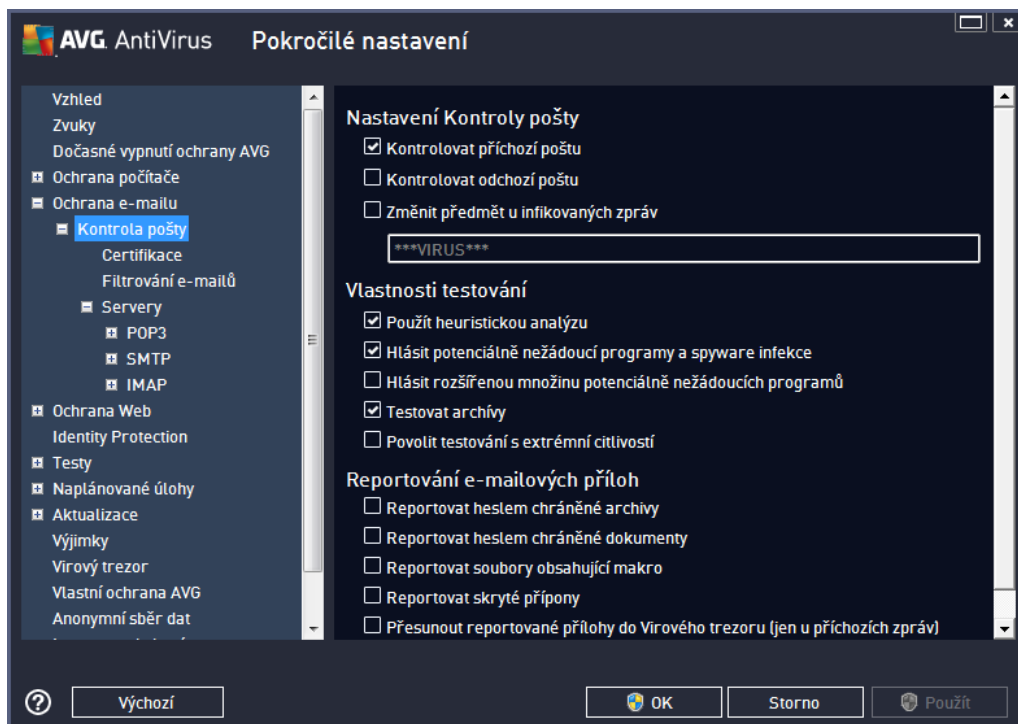 AVG. AntiVirus Pokročilé nastavení
Vzhled
Zvuky
Dočasné vypnutí ochrany AVG
Ochrana počítače
Ochrana e-mailu
Kontrola pošty
Certifikace
Filtrování e-mailů
Servery
POP3
SMTP
IMAP
Ochrana Web
Identity Protection
Testy
Naplánované úlohy
Aktualizace
Výjimky
Virový trezor
Vlastní ochrana AVG
Anonymní sběr dat
Nastavení Kontroly pošty
Kontrolovat příchozí poštu
Kontrolovat odchozí poštu
Změnit předmět u infikovaných zpráv
***VIRUS***
Vlastnosti testování
Použít heuristickou analýzu
Hlásit potenciálně nežádoucí programy a spyware infekce
Hlásit rozšířenou množinu potenciálně nežádoucích programů
Testovat archívy
Povolit testování s extrémní citlivostí
Reportování e-mailových příloh
Reportovat heslem chráněné archivy
Reportovat heslem chráněné dokumenty
Reportovat soubory obsahující makro
Reportovat skryté přípony
Přesunout reportované přílohy do Virového trezoru (jen u příchozích zpráv)
Výchozí
OK
Storno
Použít